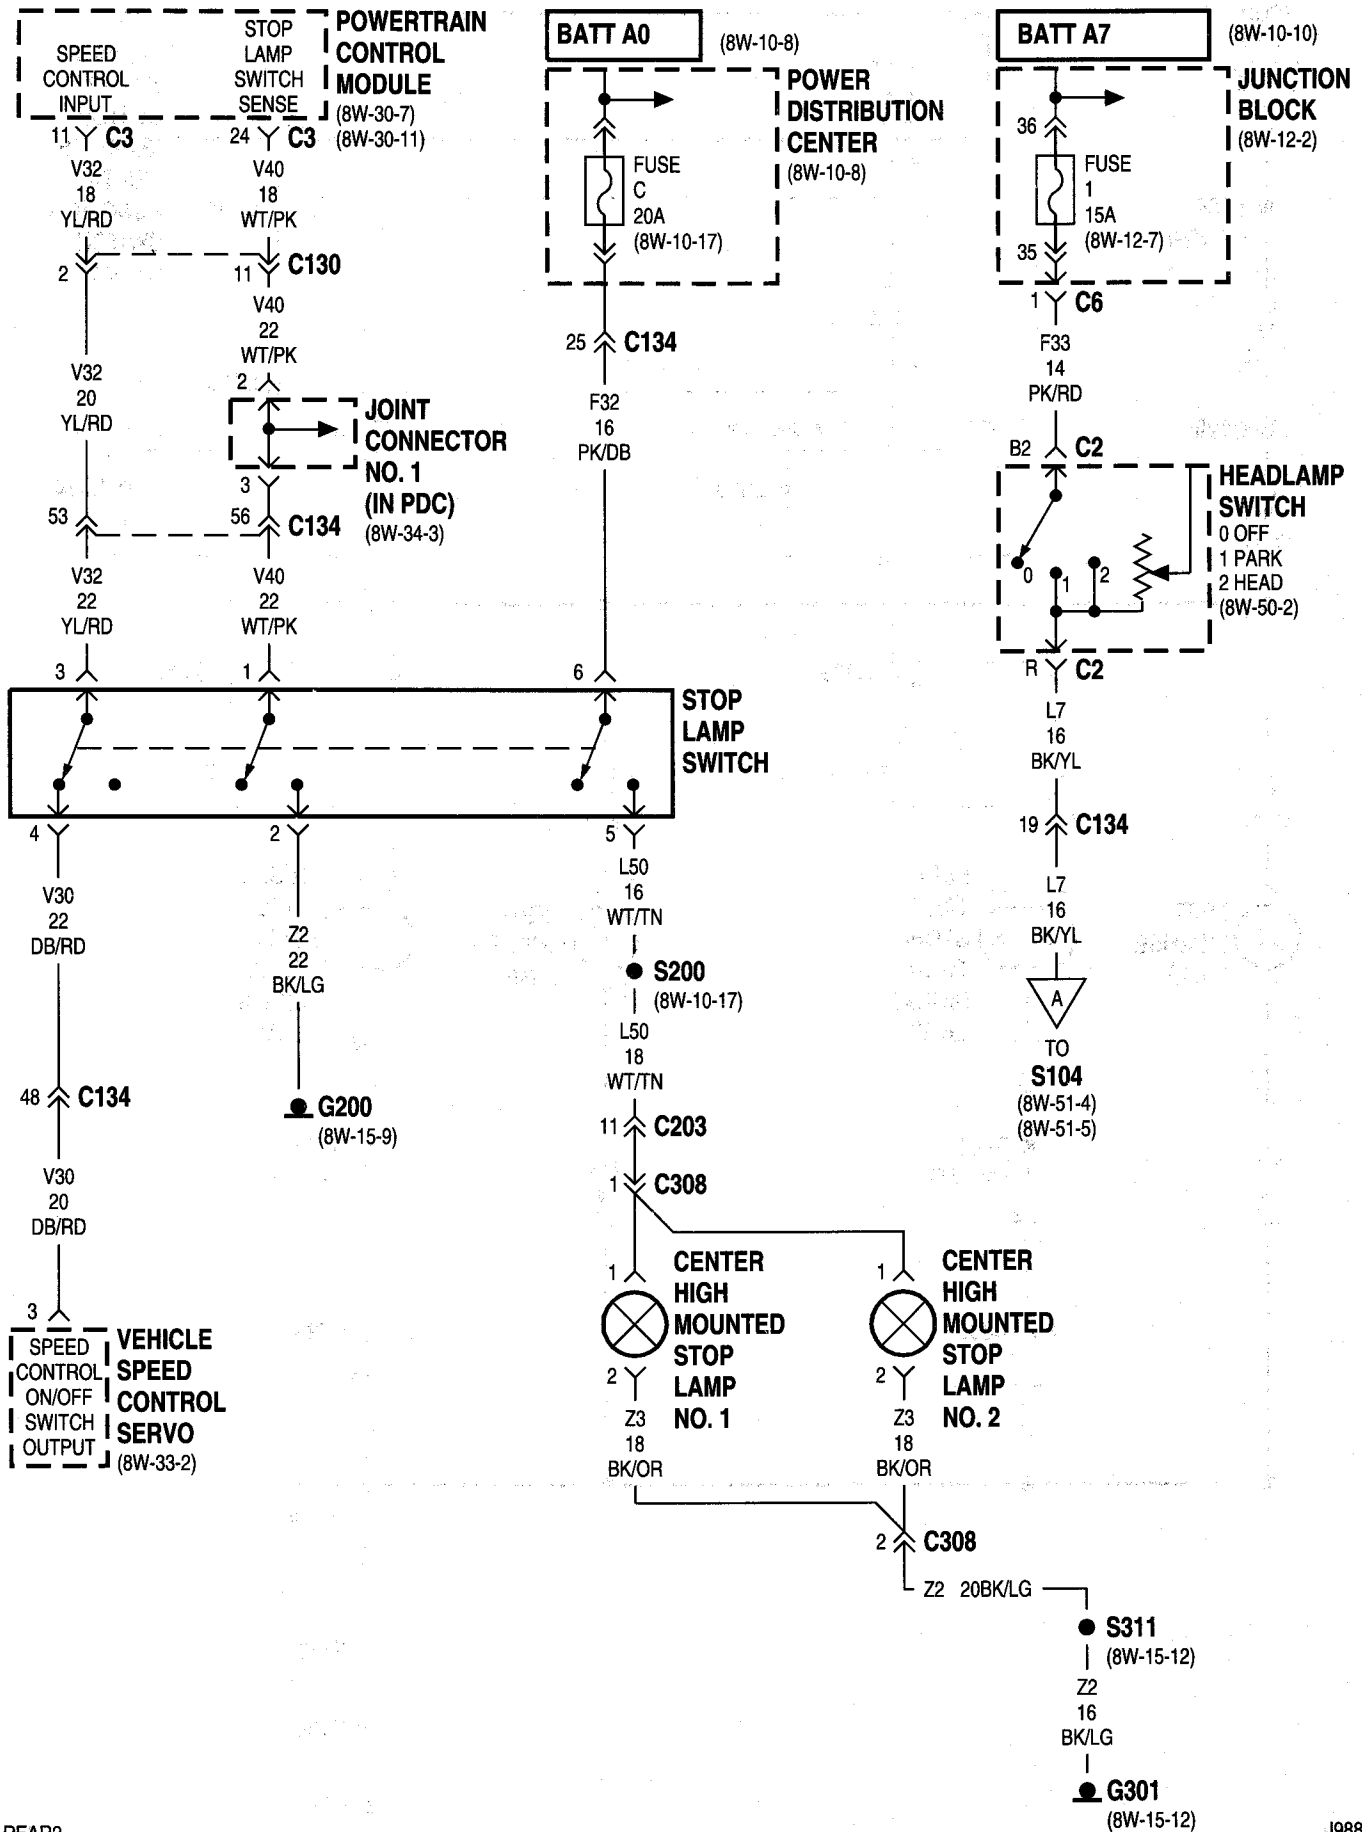 SPEED
CONTROL
INPUT
STOP
LAMP
SWITCH
SENSE
POWERTRAIN
CONTROL
MODULE
(8W-30-7)
(8W-30-11)
11
C3
24
C3
V32
18
YL/RD
V40
18
WT/PK
2
11
C130
V40
22
WT/PK
V32
20
YL/RD
2
JOINT
CONNECTOR
NO. 1
(IN PDC)
(8W-34-3)
3
53
56
C134
V32
22
YL/RD
V40
22
WT/PK
3
1
BATT A0
(8W-10-8)
POWER
DISTRIBUTION
CENTER
(8W-10-8)
FUSE
C
20A
(8W-10-17)
25
C134
F32
16
PK/DB
6
BATT A7
(8W-10-10)
JUNCTION
BLOCK
(8W-12-2)
36
FUSE
1
15A
(8W-12-7)
35
1
C6
F33
14
PK/RD
B2
C2
HEADLAMP
SWITCH
0 OFF
1 PARK
2 HEAD
(8W-50-2)
0
1
2
R
C2
L7
16
BK/YL
19
C134
L7
16
BK/YL
A
TO
S104
(8W-51-4)
(8W-51-5)
STOP
LAMP
SWITCH
4
2
5
V30
22
DB/RD
48
C134
V30
20
DB/RD
3
SPEED
CONTROL
ON/OFF
SWITCH
OUTPUT
VEHICLE
SPEED
CONTROL
SERVO
(8W-33-2)
Z2
22
BK/LG
G200
(8W-15-9)
L50
16
WT/TN
S200
(8W-10-17)
L50
18
WT/TN
11
C203
1
C308
1
CENTER
HIGH
MOUNTED
STOP
LAMP
NO. 1
2
Z3
18
BK/OR
1
CENTER
HIGH
MOUNTED
STOP
LAMP
NO. 2
2
Z3
18
BK/OR
2
C308
Z2 20BK/LG
S311
(8W-15-12)
Z2
16
BK/LG
G301
(8W-15-12)
J988